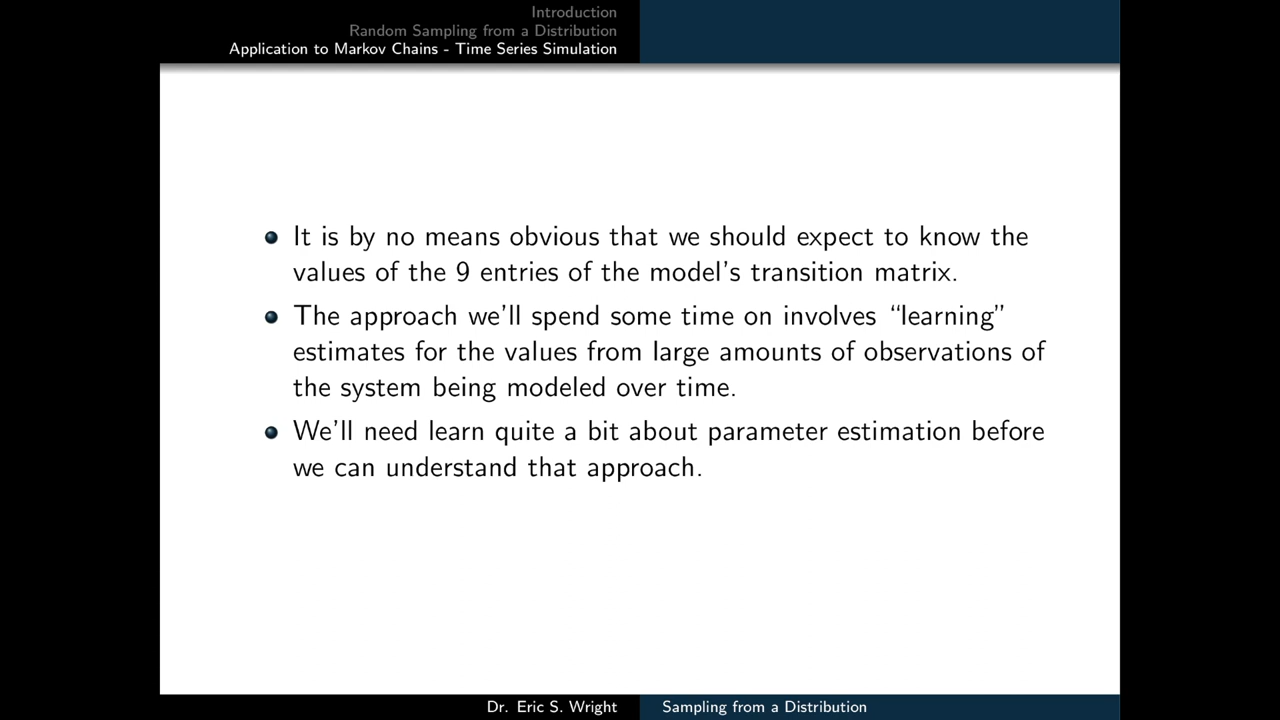 Introduction
Random Sampling from a Distribution
Application to Markov Chains - Time Series Simulation
It is by no means obvious that we should expect to know the
values of the 9 entries of the model's transition matrix.
The approach we'll spend some time on involves “learning”
estimates for the values from large amounts of observations of
the system being modeled over time.
We'll need learn quite a bit about parameter estimation before
we can understand that approach.
Dr. Eric S. Wright
Sampling from a Distribution